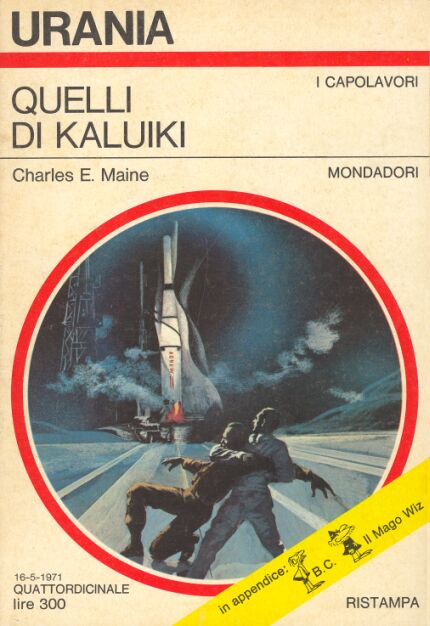 URANIA
I CAPOLAVORI
QUELLI
DI KALUIKI
Charles E. Maine
MONDADORI
16-5-1971
QUATTORDICINALE
lire 300
in appendice:
B.C.
Il Mago Wiz
RISTAMPA